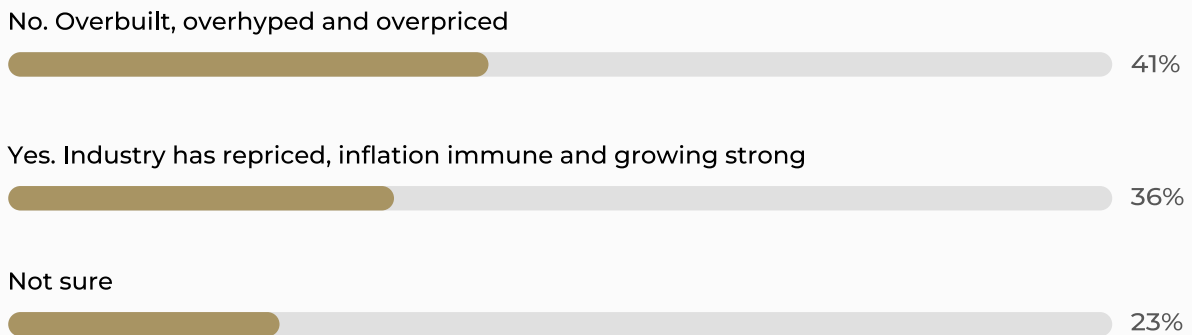 No. Overbuilt, overhyped and overpriced
41%
Yes. Industry has repriced, inflation immune and growing strong
36%
Not sure
23%